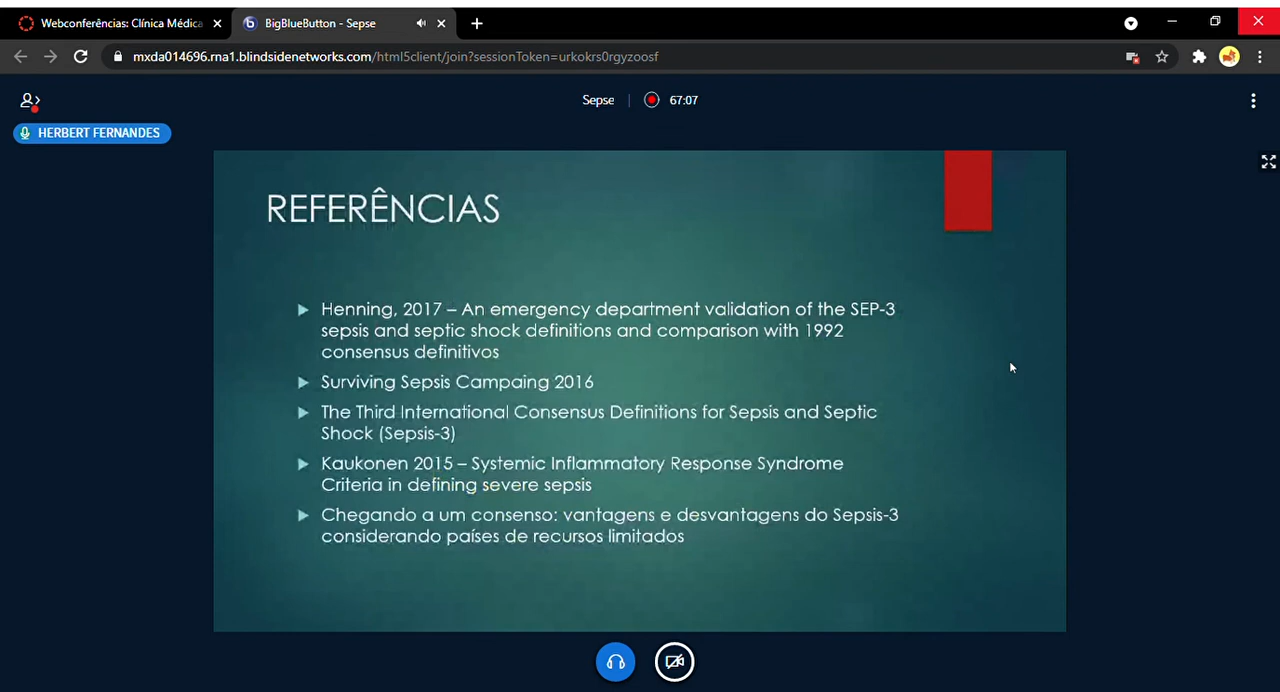 Webconferências: Clínica Médica
BigBlueButton - Sepse
mxda014696.rna1.blindsidenetworks.com/html5client/join?sessionToken=urkokrs0rgyzoosf
Sepse | 67:07
HERBERT FERNANDES
REFERÊNCIAS
Henning, 2017 – An emergency department validation of the SEP-3
sepsis and septic shock definitions and comparison with 1992
consensus definitivos
Surviving Sepsis Campaing 2016
The Third International Consensus Definitions for Sepsis and Septic
Shock (Sepsis-3)
Kaukonen 2015 – Systemic Inflammatory Response Syndrome
Criteria in defining severe sepsis
Chegando a um consenso: vantagens e desvantagens do Sepsis-3
considerando países de recursos limitados